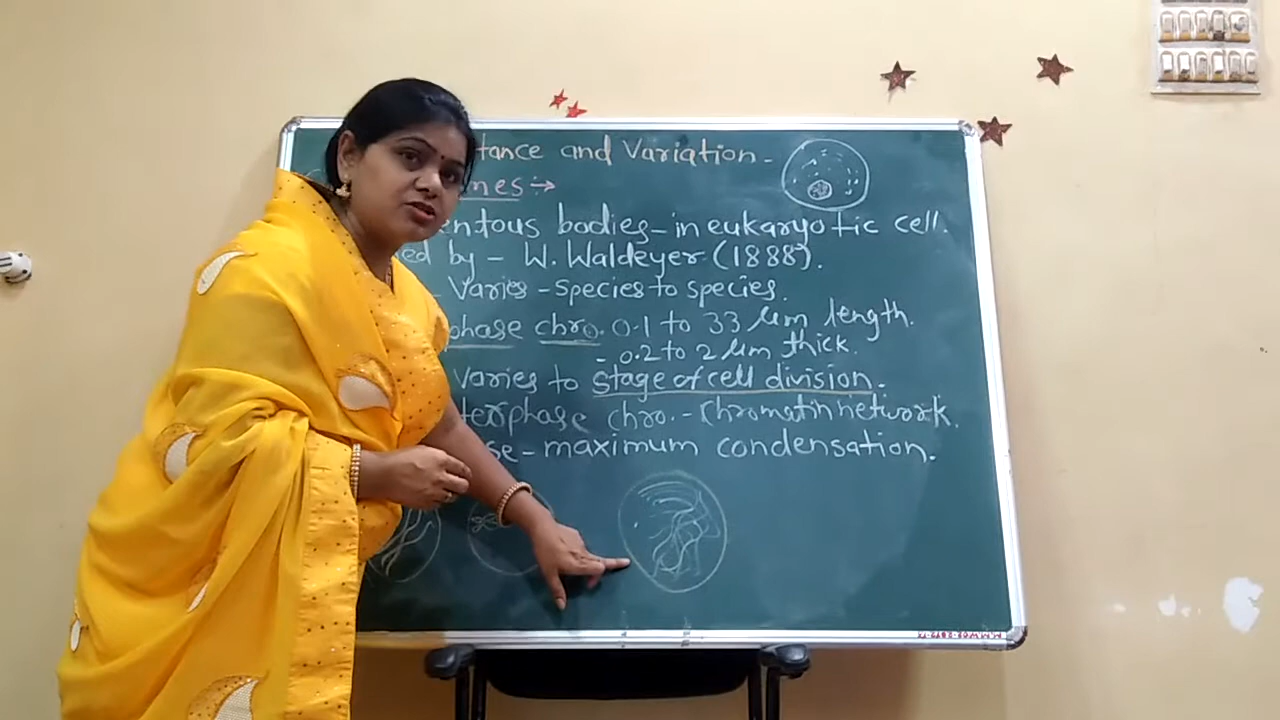 tance and Variation -
mes :→
entous bodies - in eukaryotic cell.
ed by - W. Waldeyer (1888).
- Varies - Species to species.
phase chro. 0.1 to 33 μm length.
- 0.2 to 2 μm thick.
Varies to stage of cell division.
terphase chro. - Chromatin network.
se - maximum condensation.